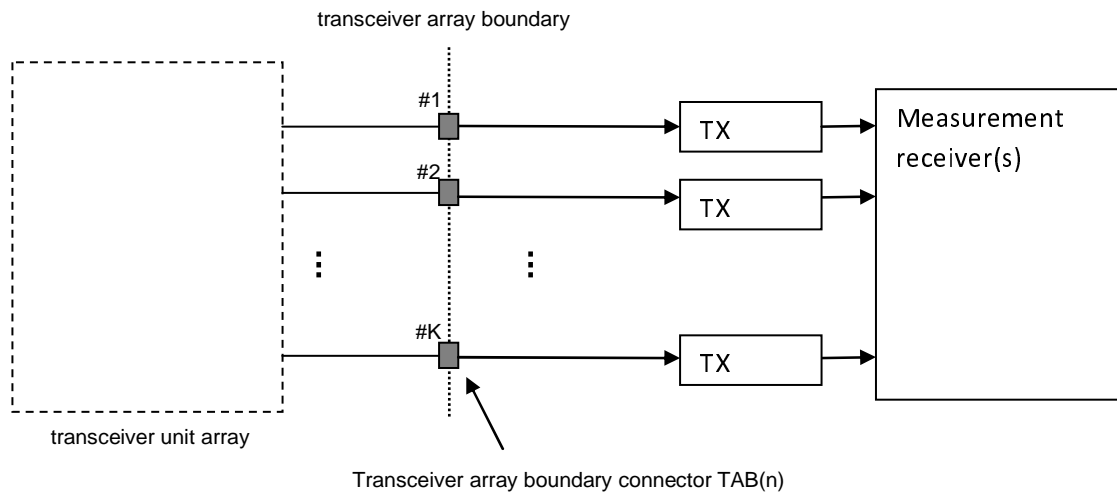 transceiver array boundary
#1
TX
Measurement
receiver(s)
#2
TX
#K
TX
transceiver unit array
Transceiver array boundary connector TAB(n)